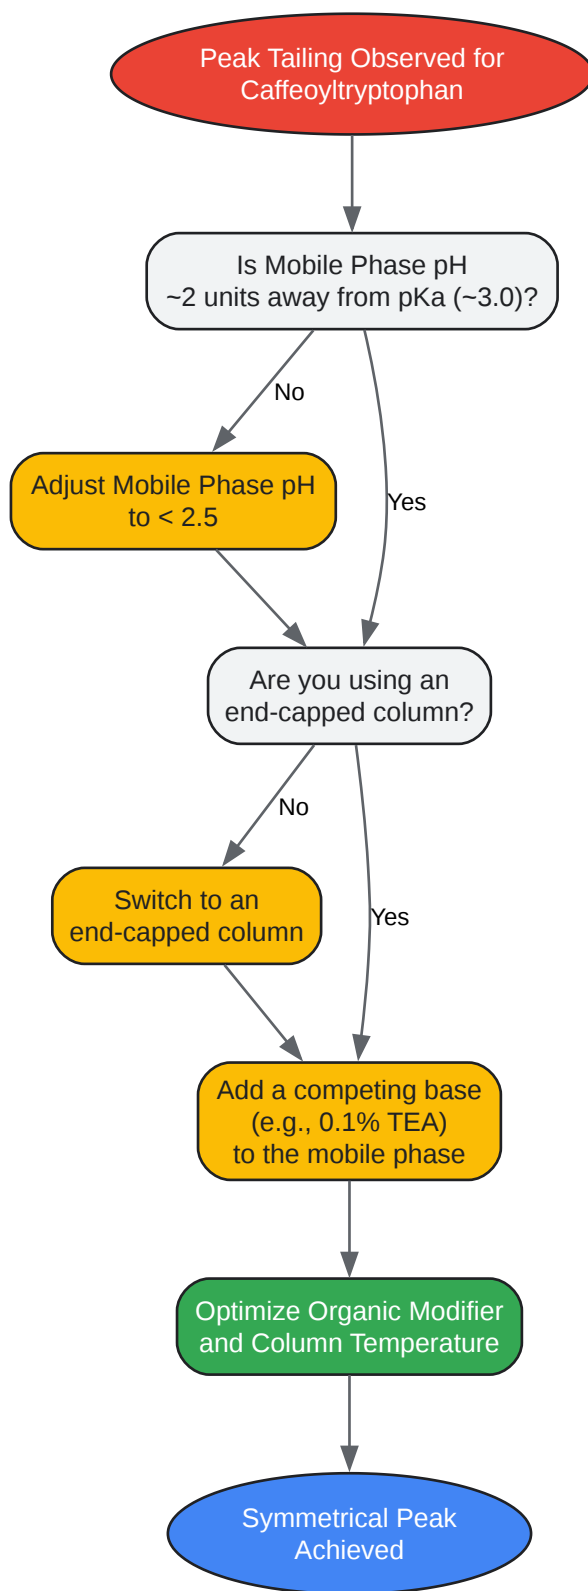 Peak Tailing Observed for
Caffeoyltryptophan
Is Mobile Phase pH
~2 units away from pKa (~3.0)?
No
Adjust Mobile Phase pH
to < 2.5
Yes
Are you using an
end-capped column?
No
Switch to an
end-capped column
Yes
Add a competing base
(e.g., 0.1% TEA)
to the mobile phase
Optimize Organic Modifier
and Column Temperature
Symmetrical Peak
Achieved